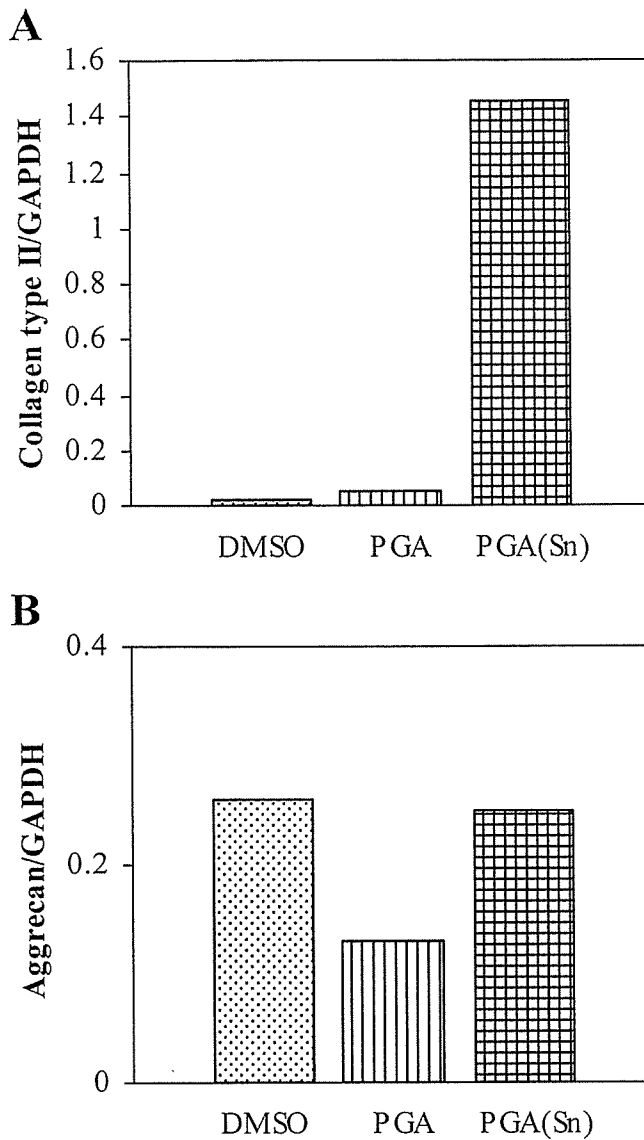 A
Collagen type II/GAPDH
1.6
1.4
1.2
1
0.8
0.6
0.4
0.2
0
DMSO PGA PGA(Sn)
B
Aggrecan/GAPDH
0.4
0.2
0
DMSO PGA PGA(Sn)